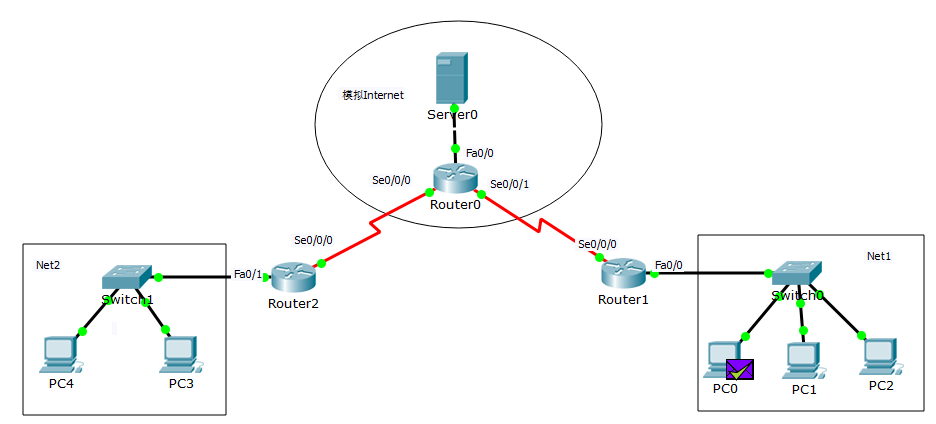 模拟Internet
Server0
Fa0/0
Se0/0/0
Se0/0/1
Router0
Se0/0/0
Se0/0/0
Net2
Net1
Fa0/1
Fa0/0
Switch1
Router2
Router1
Switch0
PC4
PC3
PC0
PC1
PC2